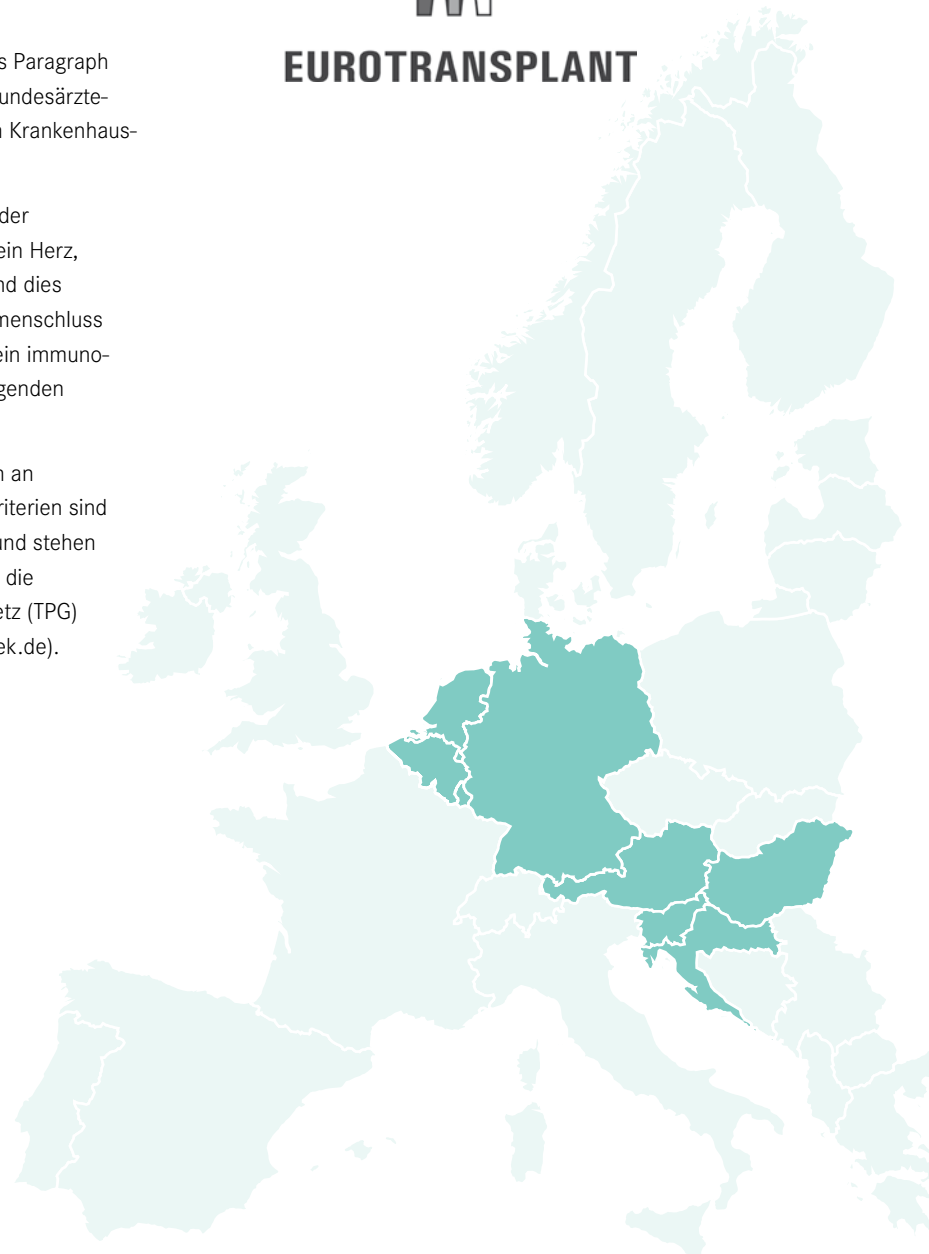 EUROTRANSPLANT
s Paragraph
undesärzte-
n Krankenhaus-
der
ein Herz,
nd dies
menschluss
ein immuno-
genden
n an
riterien sind
und stehen
die
etz (TPG)
ek.de).